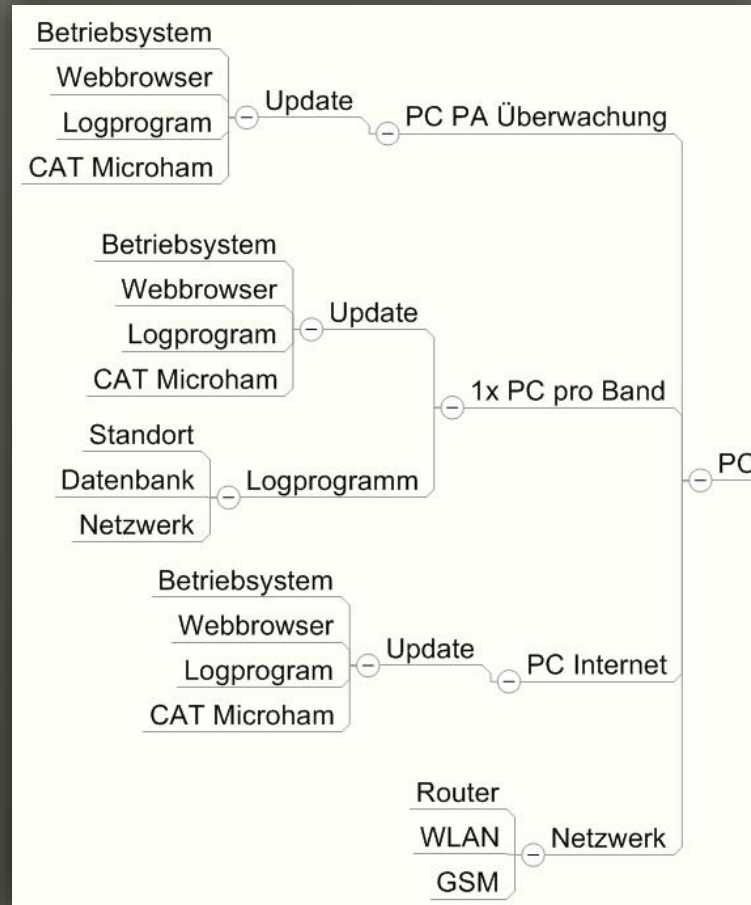 Betriebsystem
Webbrowser
Logprogram
CAT Microham
Update
PC PA Überwachung
Betriebsystem
Webbrowser
Logprogram
CAT Microham
Update
1x PC pro Band
Standort
Datenbank
Netzwerk
Logprogramm
PC
Betriebsystem
Webbrowser
Logprogram
CAT Microham
Update
PC Internet
Router
WLAN
GSM
Netzwerk